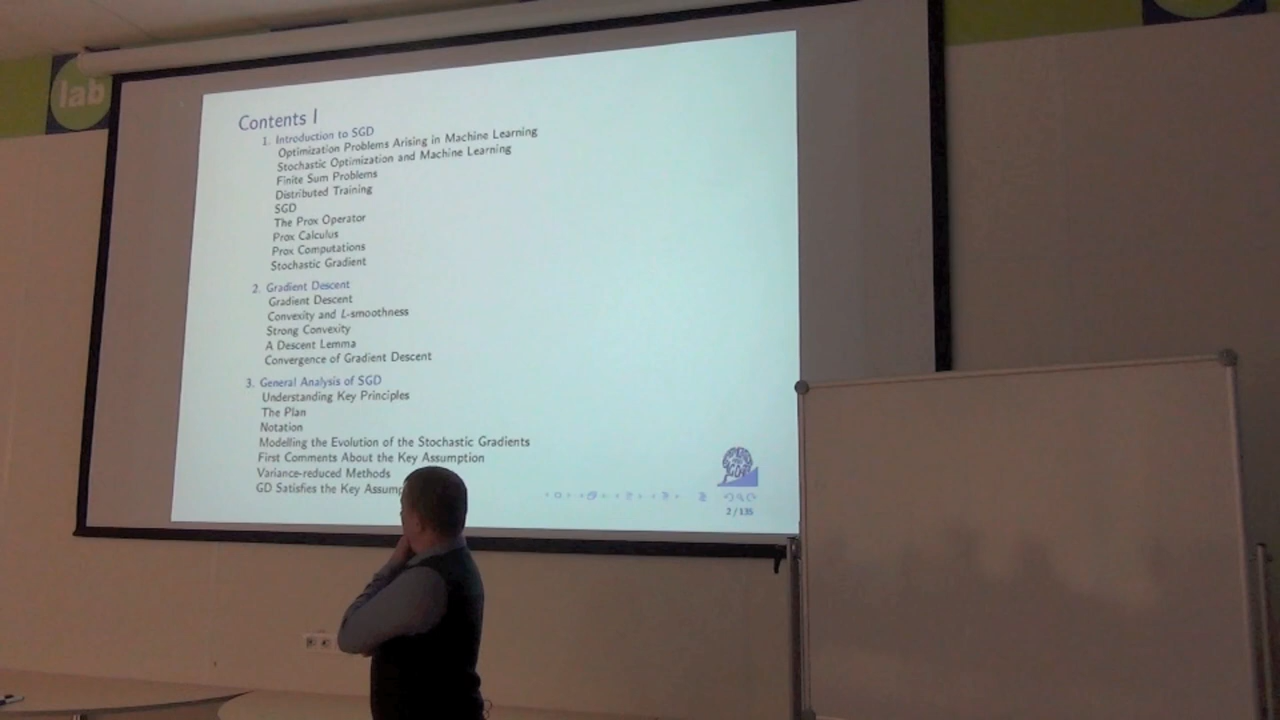 lab
Contents I
1. Introduction to SGD
Optimization Problems Arising in Machine Learning
Stochastic Optimization and Machine Learning
Finite Sum Problems
Distributed Training
SGD
The Prox Operator
Prox Calculus
Prox Computations
Stochastic Gradient
2. Gradient Descent
Gradient Descent
Convexity and L-smoothness
Strong Convexity
A Descent Lemma
Convergence of Gradient Descent
3. General Analysis of SGD
Understanding Key Principles
The Plan
Notation
Modelling the Evolution of the Stochastic Gradients
First Comments About the Key Assumption
Variance-reduced Methods
GD Satisfies the Key Assump
2 / 135